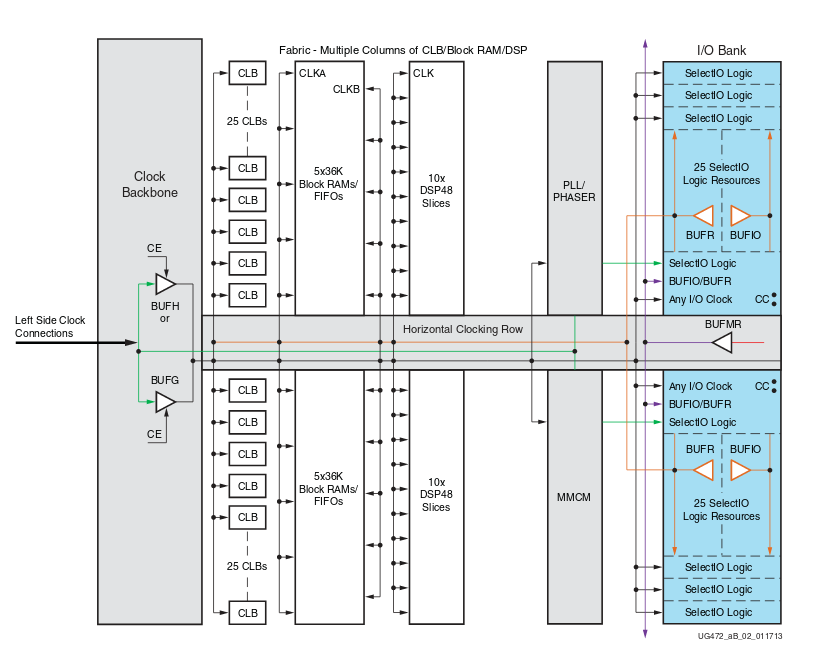 Fabric - Multiple Columns of CLB/Block RAM/DSP
I/O Bank
CLB
CLKA
CLKB
CLK
SelectIO Logic
SelectIO Logic
SelectIO Logic
25 CLBs
Clock
Backbone
CLB
CLB
CLB
CLB
CLB
5x36K
Block RAMs/
FIFOs
10x
DSP48
Slices
PLL/
PHASER
25 SelectIO
Logic Resources
BUFR
BUFIO
SelectIO Logic
BUFIO/BUFR
Any I/O Clock
CC
CE
BUFH
or
Left Side Clock
Connections
Horizontal Clocking Row
BUFMR
BUFG
CE
CLB
CLB
CLB
CLB
CLB
25 CLBs
CLB
5x36K
Block RAMs/
FIFOs
10x
DSP48
Slices
MMCM
Any I/O Clock
CC
BUFIO/BUFR
SelectIO Logic
BUFR
BUFIO
25 SelectIO
Logic Resources
SelectIO Logic
SelectIO Logic
SelectIO Logic
UG472_aB_02_011713